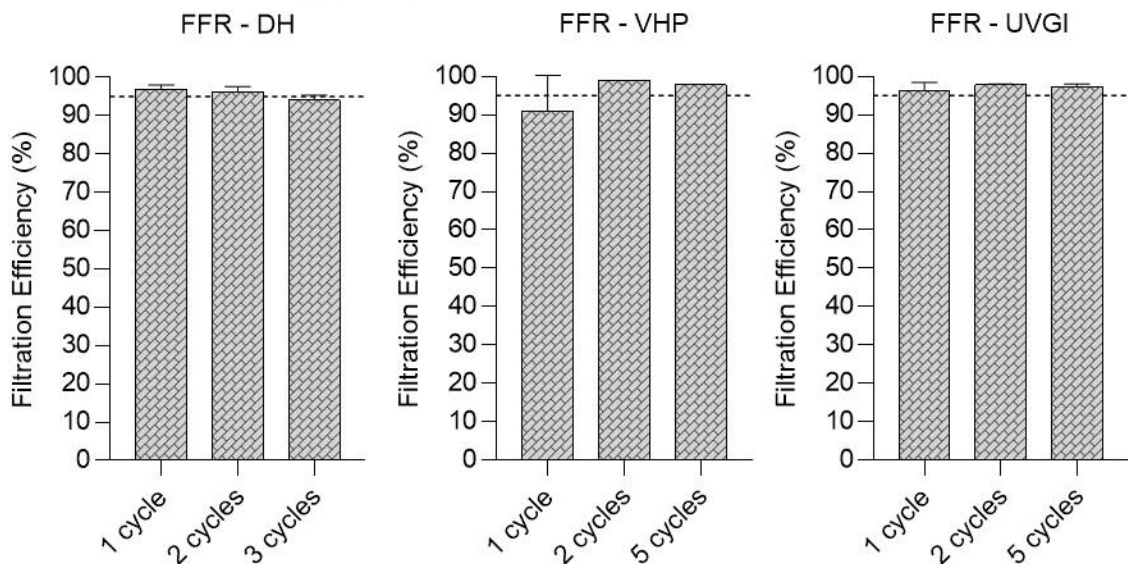 FFR - DH
Filtration Efficiency (%)
100
90
80
70
60
50
40
30
20
10
0
1 cycle
2 cycles
3 cycles
FFR - VHP
Filtration Efficiency (%)
100
90
80
70
60
50
40
30
20
10
0
1 cycle
2 cycles
5 cycles
FFR - UVGI
Filtration Efficiency (%)
100
90
80
70
60
50
40
30
20
10
0
1 cycle
2 cycles
5 cycles